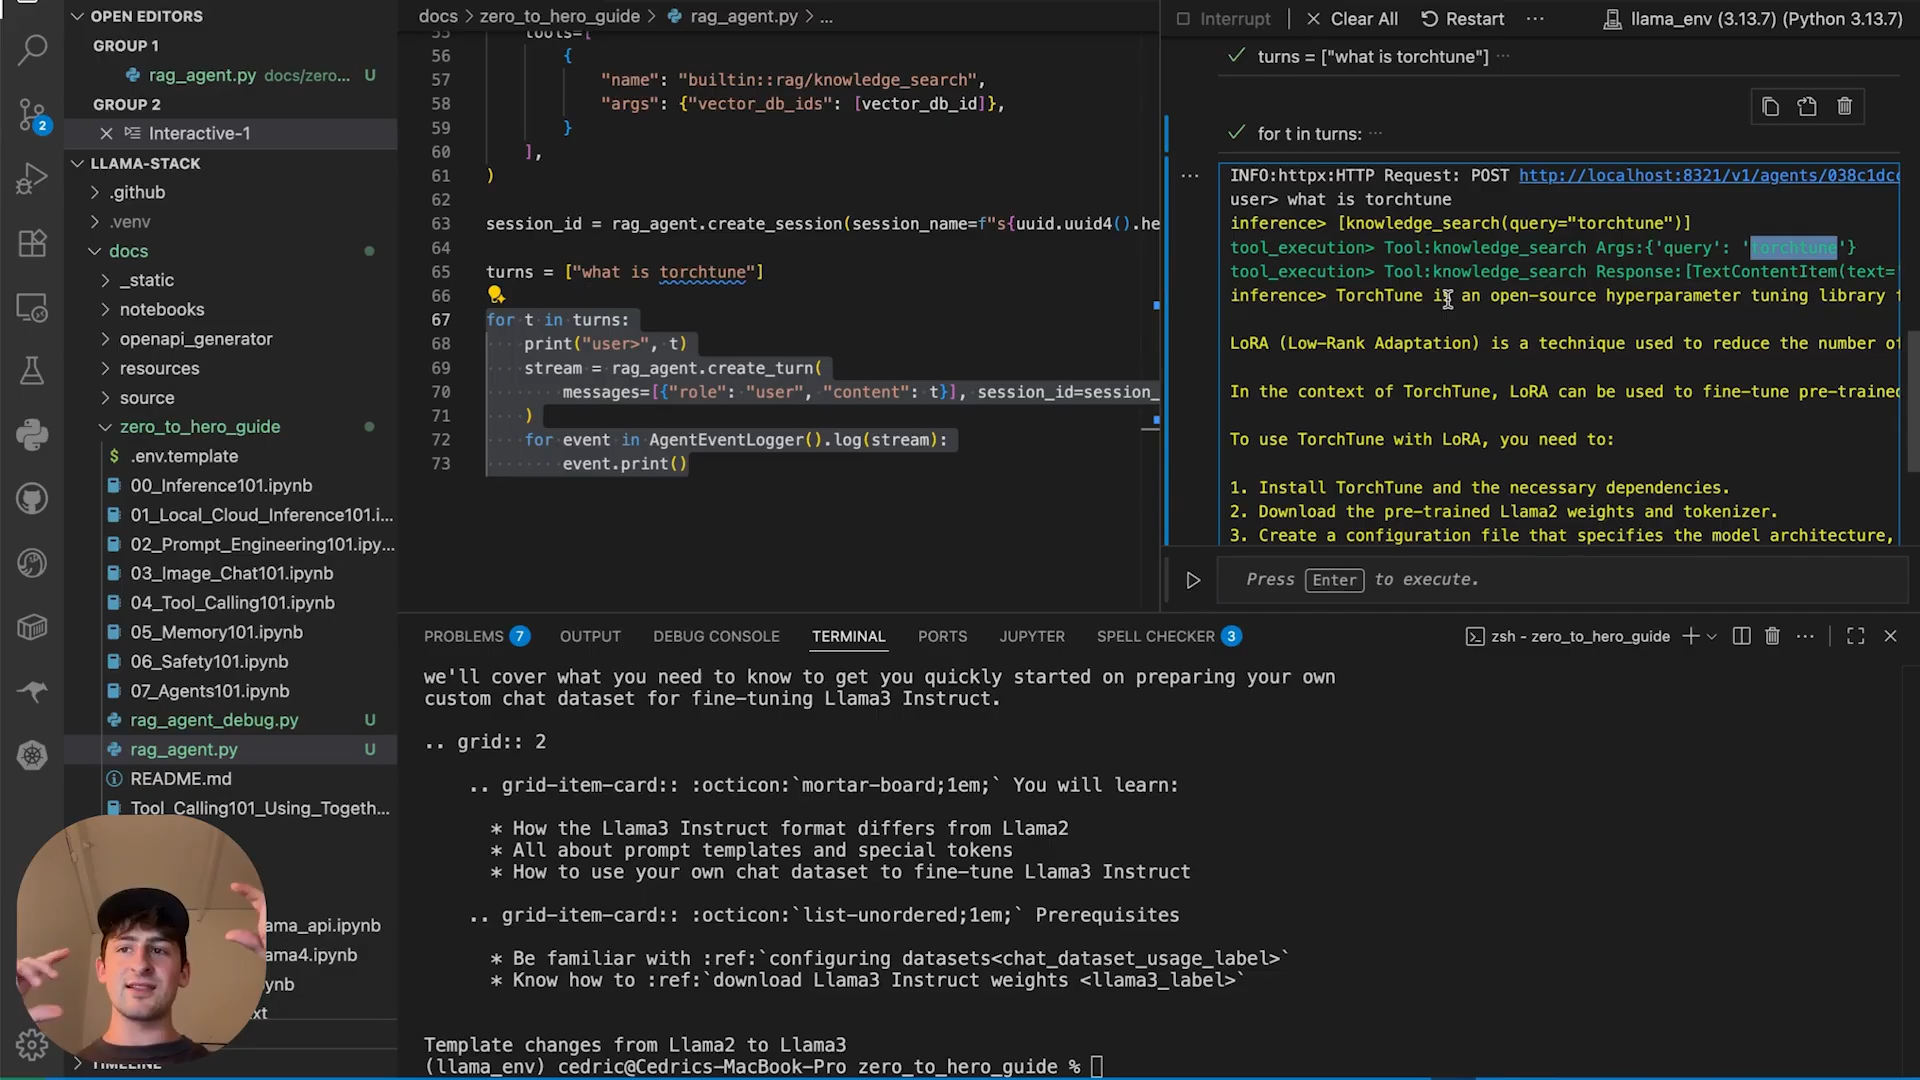 OPEN EDITORS
GROUP 1
rag_agent.py docs/zero... U
GROUP 2
Interactive-1
LLAMA-STACK
.github
.venv
docs
_static
notebooks
openapi_generator
resources
source
zero_to_hero_guide
$ .env.template
00_Inference101.ipynb
01_Local_Cloud_Inference101.i...
02_Prompt_Engineering101.ipy...
03_Image_Chat101.ipynb
04_Tool_Calling101.ipynb
05_Memory101.ipynb
06_Safety101.ipynb
07_Agents101.ipynb
rag_agent_debug.py U
rag_agent.py U
README.md
Tool_Calling101_Using_Togeth...
ama_api.ipynb
ama4.ipynb
ynb
xt
TIMELINE
2
docs > zero_to_hero_guide > rag_agent.py > ...
55 tools=[
56 {
57 "name": "builtin::rag/knowledge_search",
58 "args": {"vector_db_ids": [vector_db_id]},
59 }
60 ],
61 )
62
63 session_id = rag_agent.create_session(session_name=f"s{uuid.uuid4().he
64
65 turns = ["what is torchtune"]
66
67 for t in turns:
68 print("user>", t)
69 stream = rag_agent.create_turn(
70 messages=[{"role": "user", "content": t}], session_id=session_
71 )
72 for event in AgentEventLogger().log(stream):
73 event.print()
Interrupt Clear All Restart ... llama_env (3.13.7) (Python 3.13.7)
turns = ["what is torchtune"] ...
for t in turns: ...
INFO:httpx:HTTP Request: POST http://localhost:8321/v1/agents/038c1dcc
user> what is torchtune
inference> [knowledge_search(query="torchtune")]
tool_execution> Tool:knowledge_search Args:{'query': 'torchtune'}
tool_execution> Tool:knowledge_search Response:[TextContentItem(text='
inference> TorchTune is an open-source hyperparameter tuning library f
LoRA (Low-Rank Adaptation) is a technique used to reduce the number of
In the context of TorchTune, LoRA can be used to fine-tune pre-trained
To use TorchTune with LoRA, you need to:
1. Install TorchTune and the necessary dependencies.
2. Download the pre-trained Llama2 weights and tokenizer.
3. Create a configuration file that specifies the model architecture,
Press Enter to execute.
PROBLEMS 7 OUTPUT DEBUG CONSOLE TERMINAL PORTS JUPYTER SPELL CHECKER 3 zsh - zero_to_hero_guide
we'll cover what you need to know to get you quickly started on preparing your own
custom chat dataset for fine-tuning Llama3 Instruct.
.. grid:: 2
.. grid-item-card:: :octicon:`mortar-board;1em;` You will learn:
* How the Llama3 Instruct format differs from Llama2
* All about prompt templates and special tokens
* How to use your own chat dataset to fine-tune Llama3 Instruct
.. grid-item-card:: :octicon:`list-unordered;1em;` Prerequisites
* Be familiar with :ref:`configuring datasets<chat_dataset_usage_label>`
* Know how to :ref:`download Llama3 Instruct weights <llama3_label>`
Template changes from Llama2 to Llama3
(llama_env) cedric@Cedrics-MacBook-Pro zero_to_hero_guide %